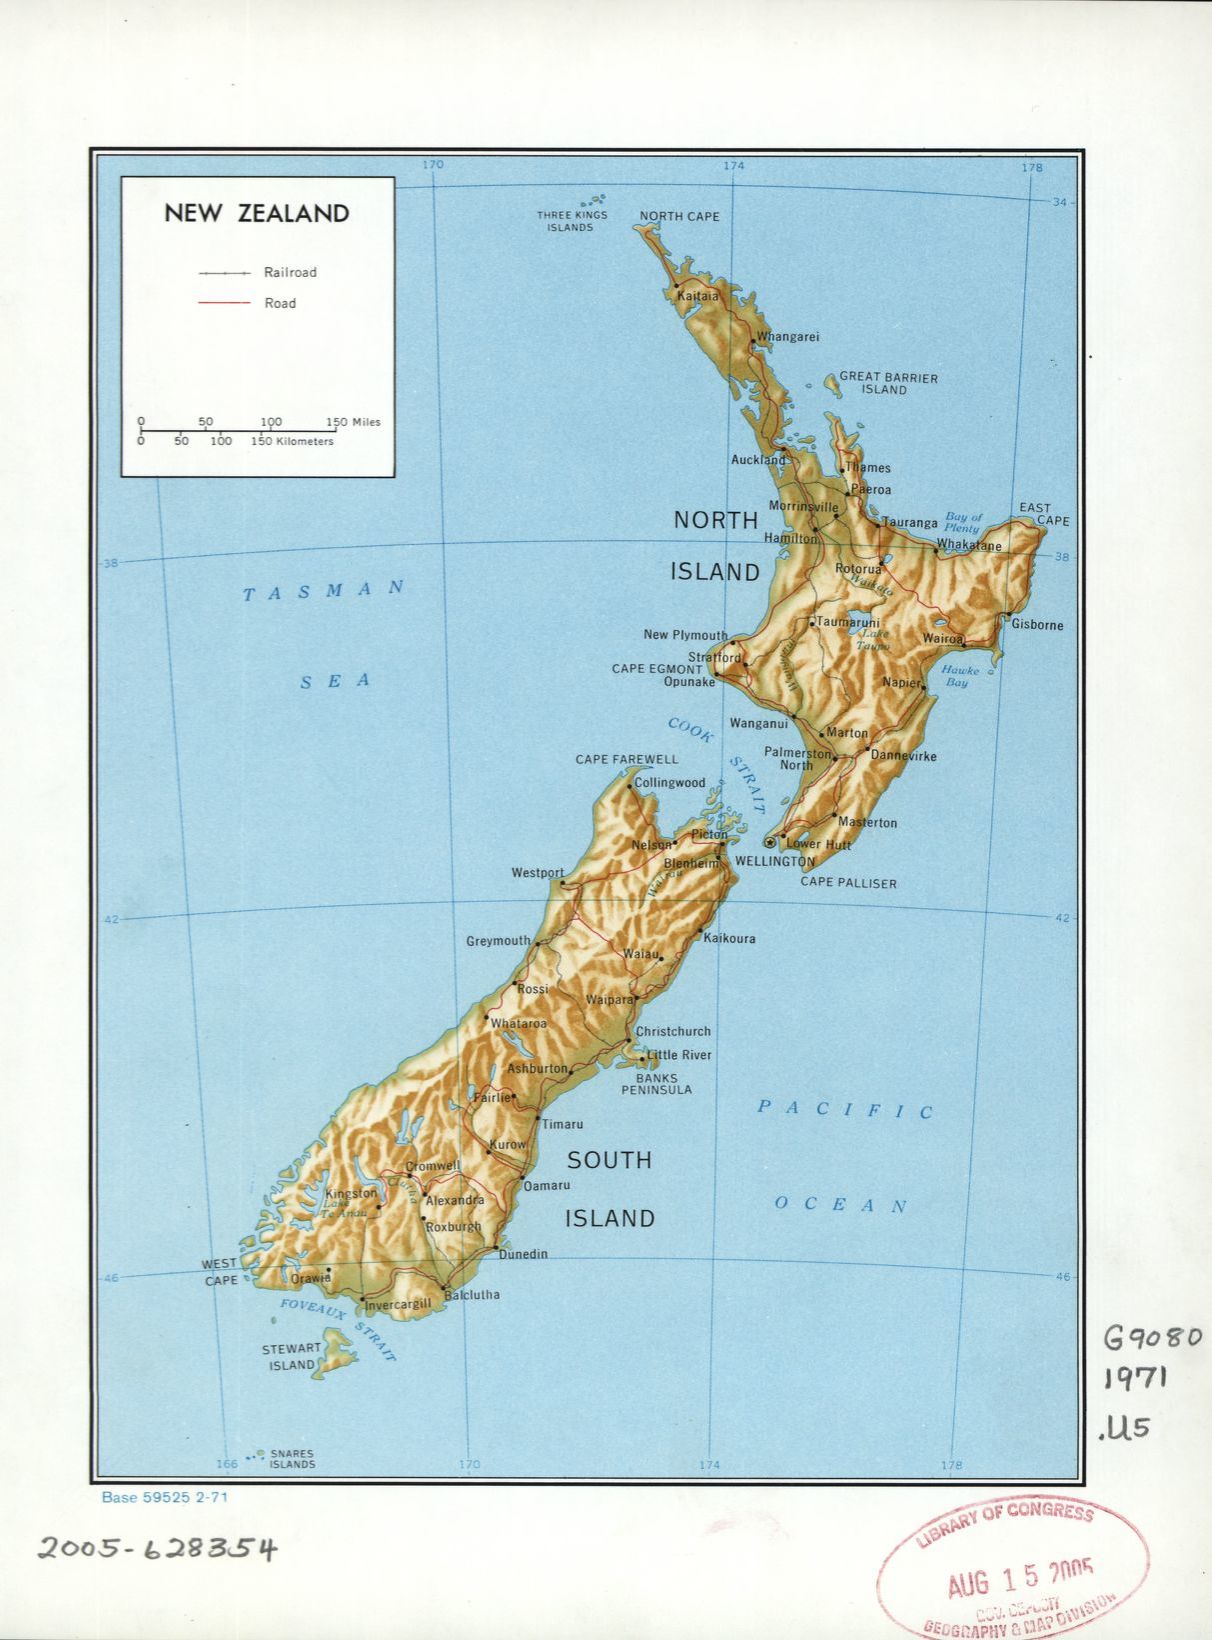 170
174
178
NEW ZEALAND
Railroad
Road
0 50 100 150 Miles
0 50 100 150 Kilometers
34
THREE KINGS
ISLANDS
NORTH CAPE
Kaitaia
Whangarei
GREAT BARRIER
ISLAND
Auckland
Thames
Paeroa
Morrinsville
NORTH
ISLAND
Hamilton
Tauranga
Bay of
Plenty
EAST
CAPE
Whakatane
38
38
Rotorua
Waikato
TASMAN
SEA
Taumaruni
Lake
Taupo
Gisborne
Wairoa
New Plymouth
Stratford
CAPE EGMONT
Opunake
Hawke
Bay
Napier
Wanganui
Wanganui
Marton
COOK
STRAIT
Palmerston
North
Dannevirke
CAPE FAREWELL
Collingwood
Masterton
Picton
Nelson
Lower Hutt
Blenheim
WELLINGTON
Wairau
CAPE PALLISER
Westport
42
42
Greymouth
Kaikoura
Waiau
Rossi
Waipara
Whataroa
Christchurch
Little River
Ashburton
BANKS
PENINSULA
Fairlie
PACIFIC
OCEAN
Timaru
Kurow
SOUTH
ISLAND
Cromwell
Clutha
Oamaru
Kingston
Lake
Te Anau
Alexandra
Roxburgh
Dunedin
WEST
CAPE
46
46
Orawia
Balclutha
Invercargill
FOVEAUX STRAIT
STEWART
ISLAND
SNARES
ISLANDS
166
170
174
178
Base 59525 2-71
G9080
1971
.U5
2005-628354
LIBRARY OF CONGRESS
AUG 15 2005
GOV. DEPOSIT
GEOGRAPHY & MAP DIVISION